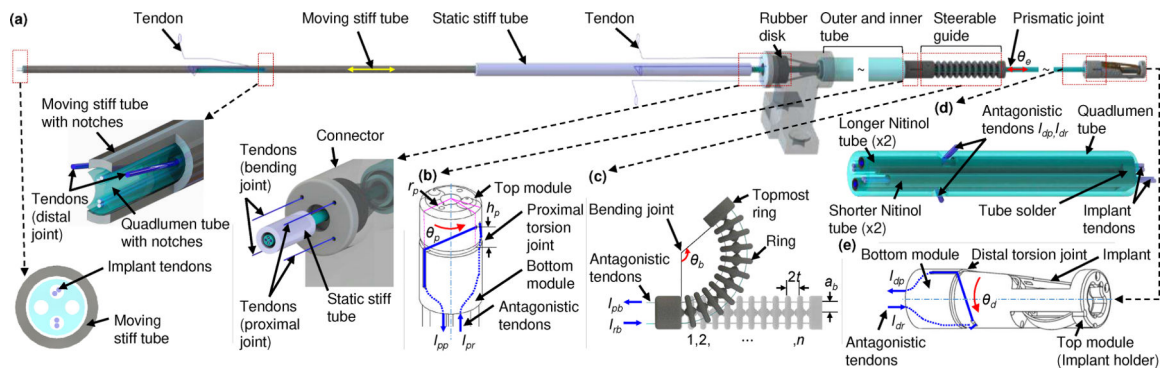 (a)
Tendon
Moving stiff tube
Static stiff tube
Tendon
Rubber
disk
Outer and inner
tube
Steerable
guide
Prismatic joint
θe
Moving stiff tube
with notches
Tendons
(distal
joint)
Quadlumen tube
with notches
Implant tendons
Moving
stiff tube
Connector
Tendons
(bending
joint)
Tendons
(proximal
joint)
Static stiff
tube
(b)
rp
Top module
hp
θp
Proximal
torsion
joint
Bottom
module
Antagonistic
tendons
lpp
lpr
(c)
Bending joint
Topmost
ring
Ring
θb
Antagonistic
tendons
lpb
lrb
2t
ab
1,2, ... ,n
(d)
Antagonistic
tendons ldp,ldr
Quadlumen
tube
Longer Nitinol
tube (x2)
Shorter Nitinol
tube (x2)
Tube solder
Implant
tendons
(e)
Bottom module
Distal torsion joint
Implant
ldp
θd
ldr
Antagonistic
tendons
Top module
(Implant holder)
~
~
~